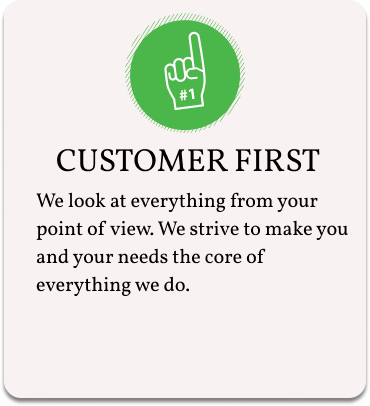 #1
CUSTOMER FIRST
We look at everything from your
point of view. We strive to make you
and your needs the core of
everything we do.